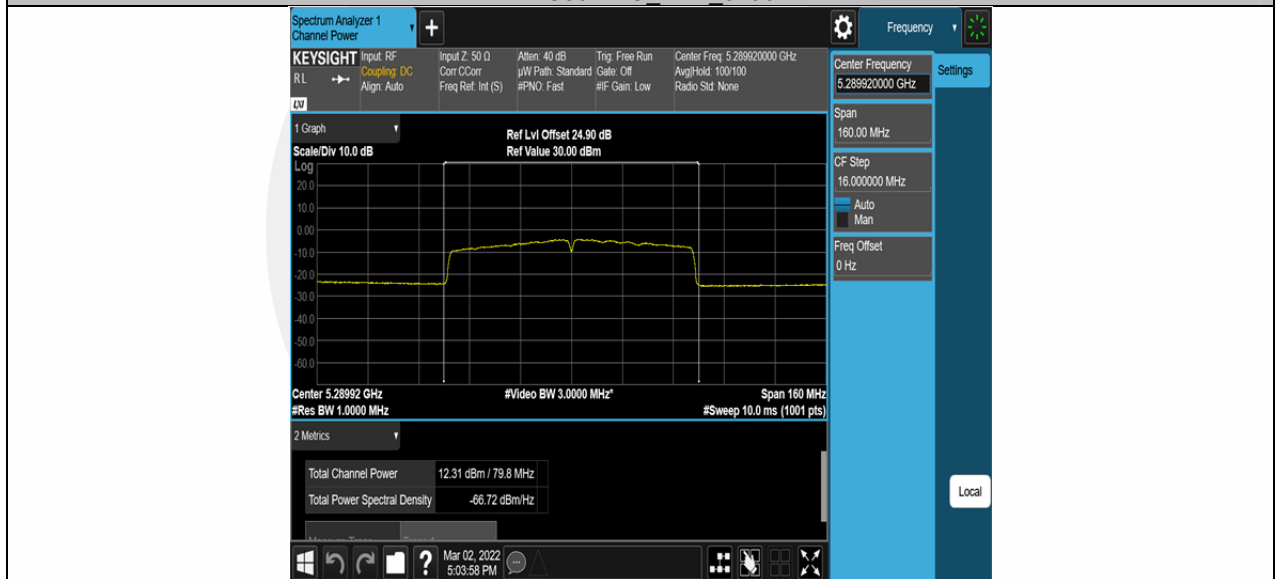 Spectrum Analyzer 1
Channel Power
+
Frequency
KEYSIGHT
RL
LXI
Input: RF
Coupling: DC
Align: Auto
Input Z: 50 Ω
Corr CCorr
Freq Ref: Int (S)
Atten: 40 dB
µW Path: Standard
#PNO: Fast
Trig: Free Run
Gate: Off
#IF Gain: Low
Center Freq: 5.289920000 GHz
Avg|Hold: 100/100
Radio Std: None
Center Frequency
5.289920000 GHz
Settings
Span
160.00 MHz
CF Step
16.000000 MHz
Auto
Man
Freq Offset
0 Hz
Local
1 Graph
Scale/Div 10.0 dB
Ref Lvl Offset 24.90 dB
Ref Value 30.00 dBm
Log
20.0
10.0
0.00
-10.0
-20.0
-30.0
-40.0
-50.0
-60.0
Center 5.28992 GHz
#Res BW 1.0000 MHz
#Video BW 3.0000 MHz*
Span 160 MHz
#Sweep 10.0 ms (1001 pts)
2 Metrics
Total Channel Power 12.31 dBm / 79.8 MHz
Total Power Spectral Density -66.72 dBm/Hz
?
Mar 02, 2022
5:03:58 PM